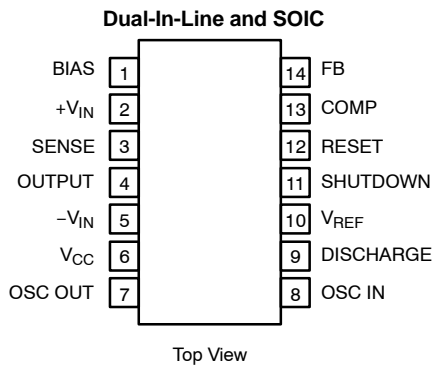 Dual-In-Line and SOIC
BIAS 1 14 FB
+VIN 2 13 COMP
SENSE 3 12 RESET
OUTPUT 4 11 SHUTDOWN
−VIN 5 10 VREF
VCC 6 9 DISCHARGE
OSC OUT 7 8 OSC IN
Top View